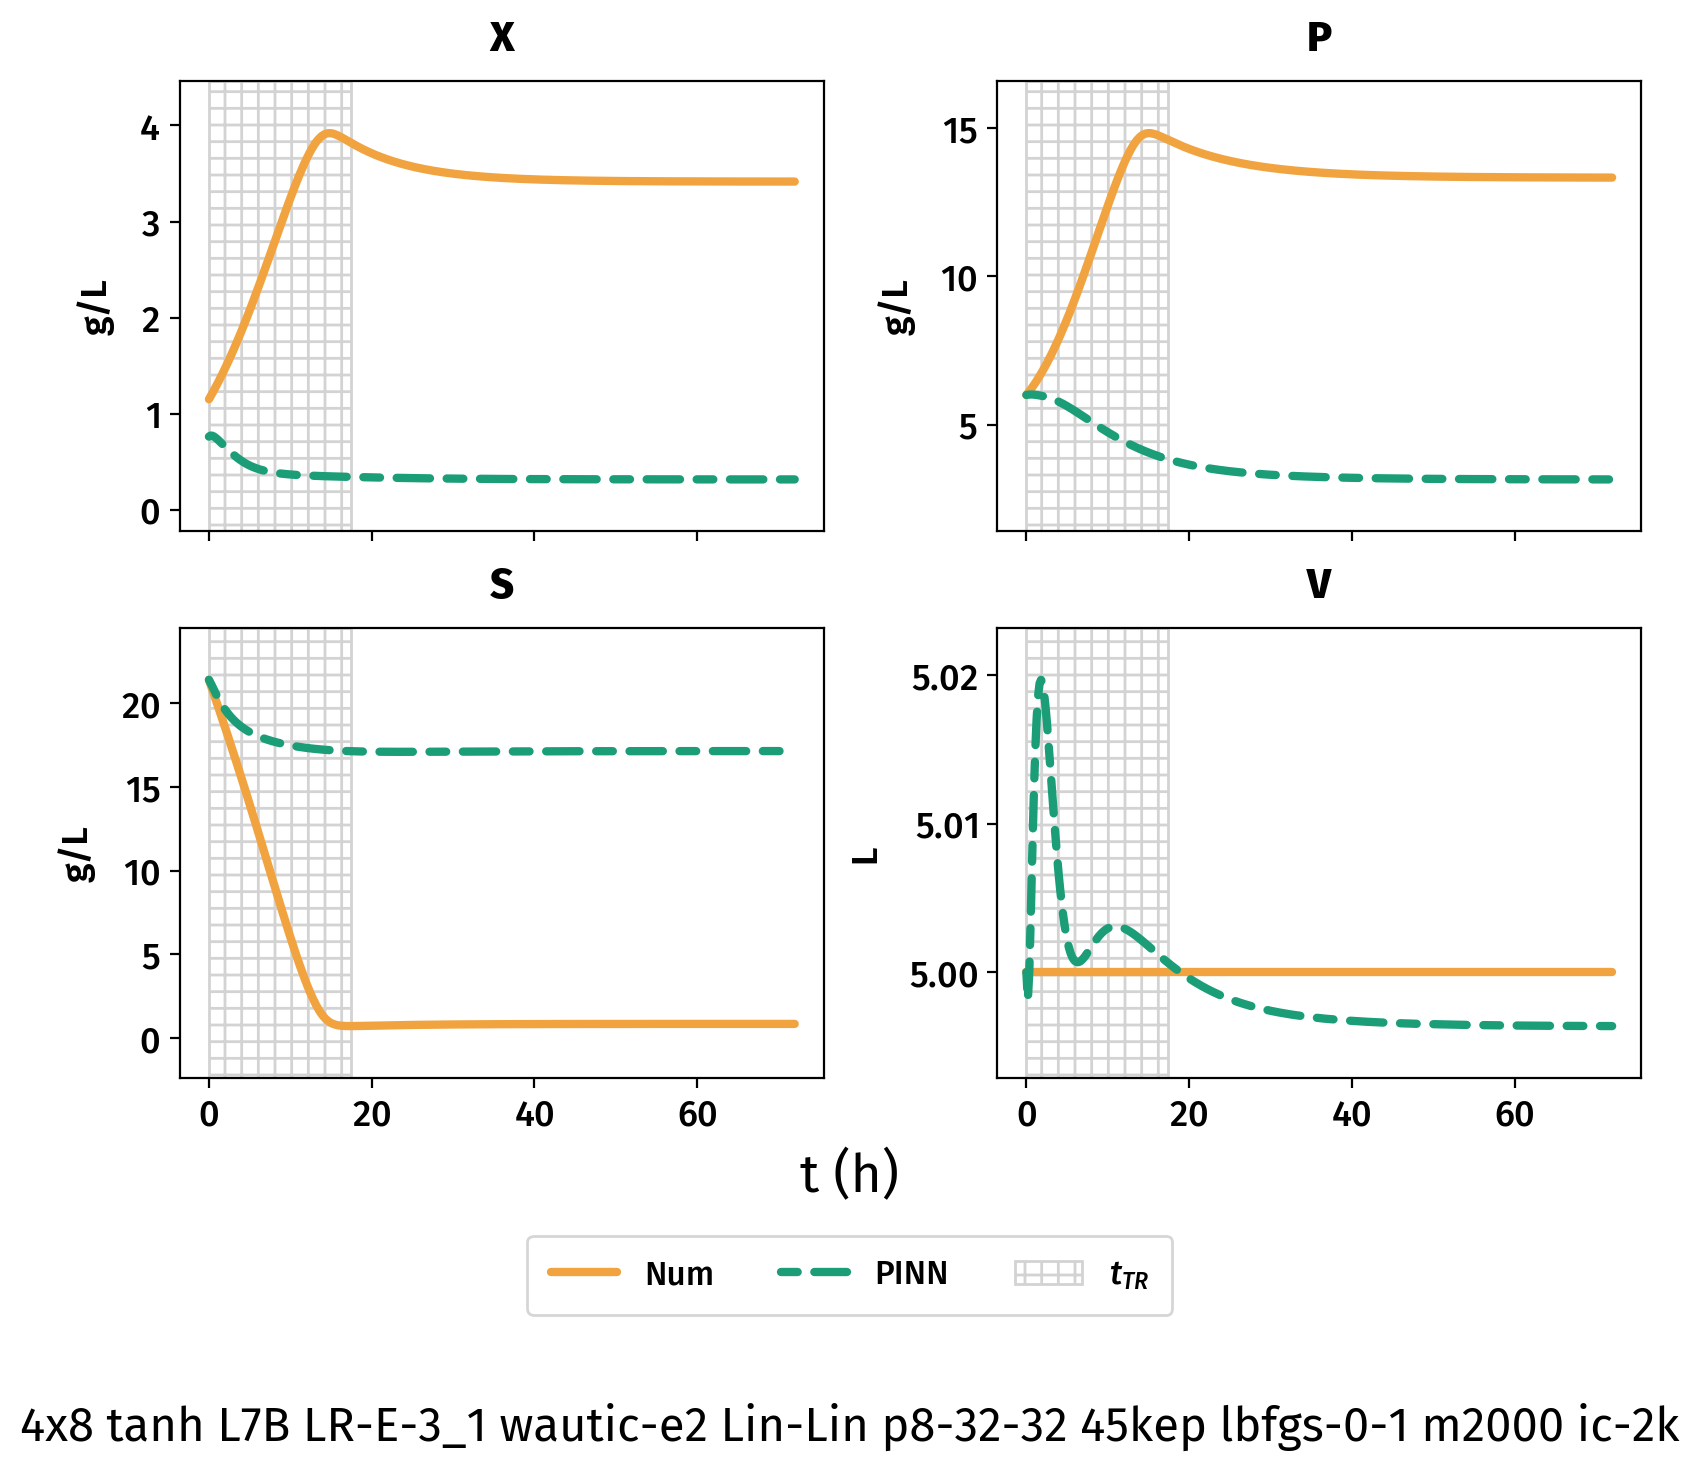 X
P
4
3
2
1
0
g/L
15
10
5
g/L
S
V
20
15
10
5
0
g/L
5.02
5.01
5.00
L
0 20 40 60
0 20 40 60
t (h)
Num PINN tTR
4x8 tanh L7B LR-E-3_1 wautic-e2 Lin-Lin p8-32-32 45kep lbfgs-0-1 m2000 ic-2k